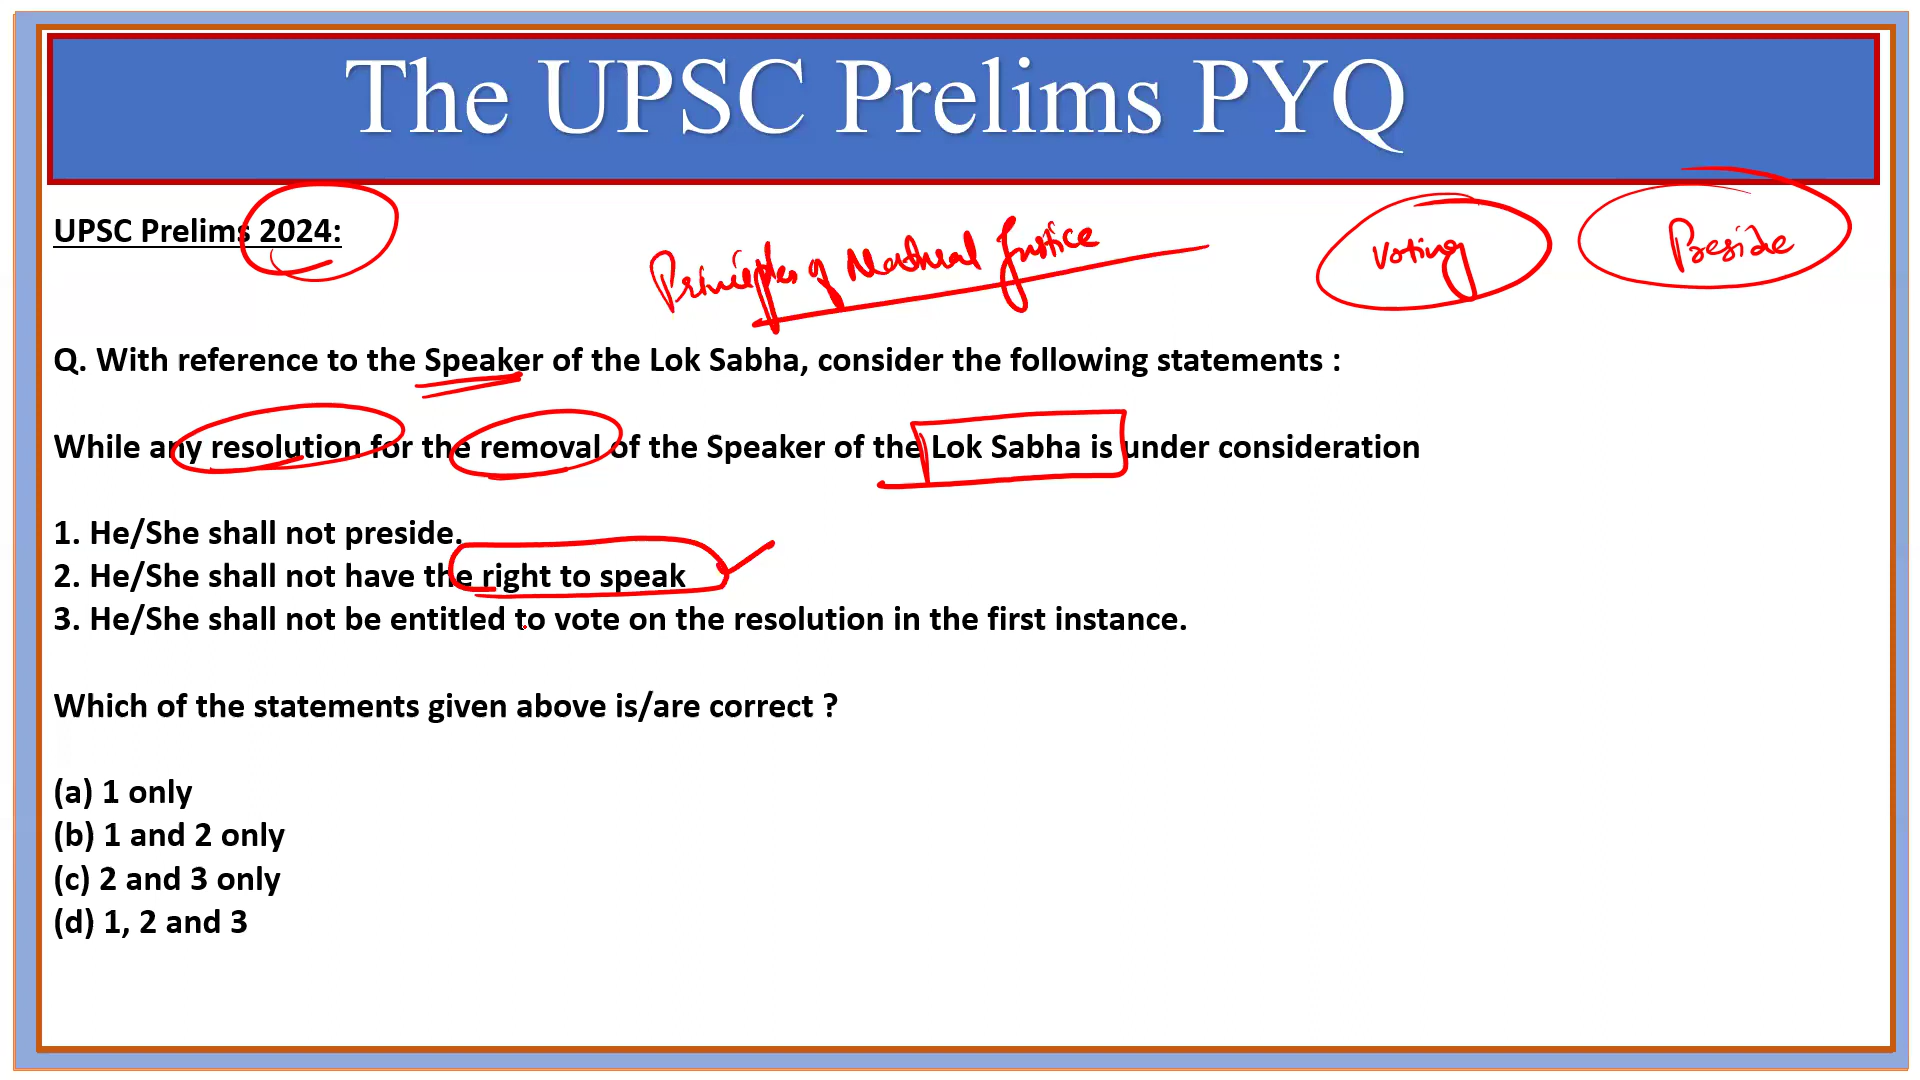 The UPSC Prelims PYQ
UPSC Prelims 2024:
Principles of Natural Justice
Voting
Preside
Q. With reference to the Speaker of the Lok Sabha, consider the following statements :
While any resolution for the removal of the Speaker of the Lok Sabha is under consideration
1. He/She shall not preside.
2. He/She shall not have the right to speak
3. He/She shall not be entitled to vote on the resolution in the first instance.
Which of the statements given above is/are correct ?
(a) 1 only
(b) 1 and 2 only
(c) 2 and 3 only
(d) 1, 2 and 3